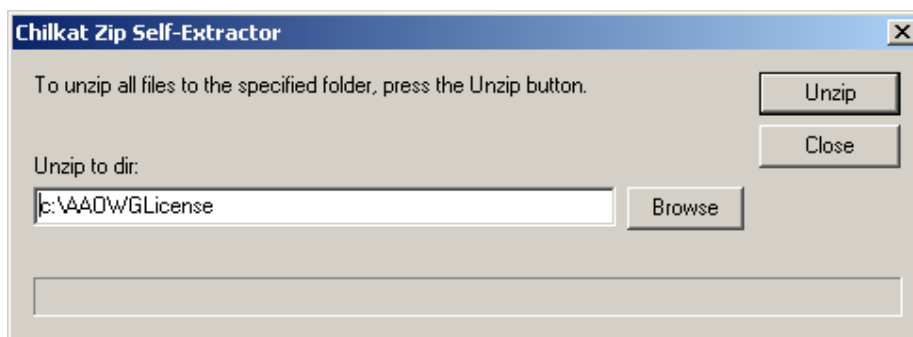 Chilkat Zip Self-Extractor
To unzip all files to the specified folder, press the Unzip button.
Unzip
Close
Unzip to dir:
c:\AAOWGLicense
Browse